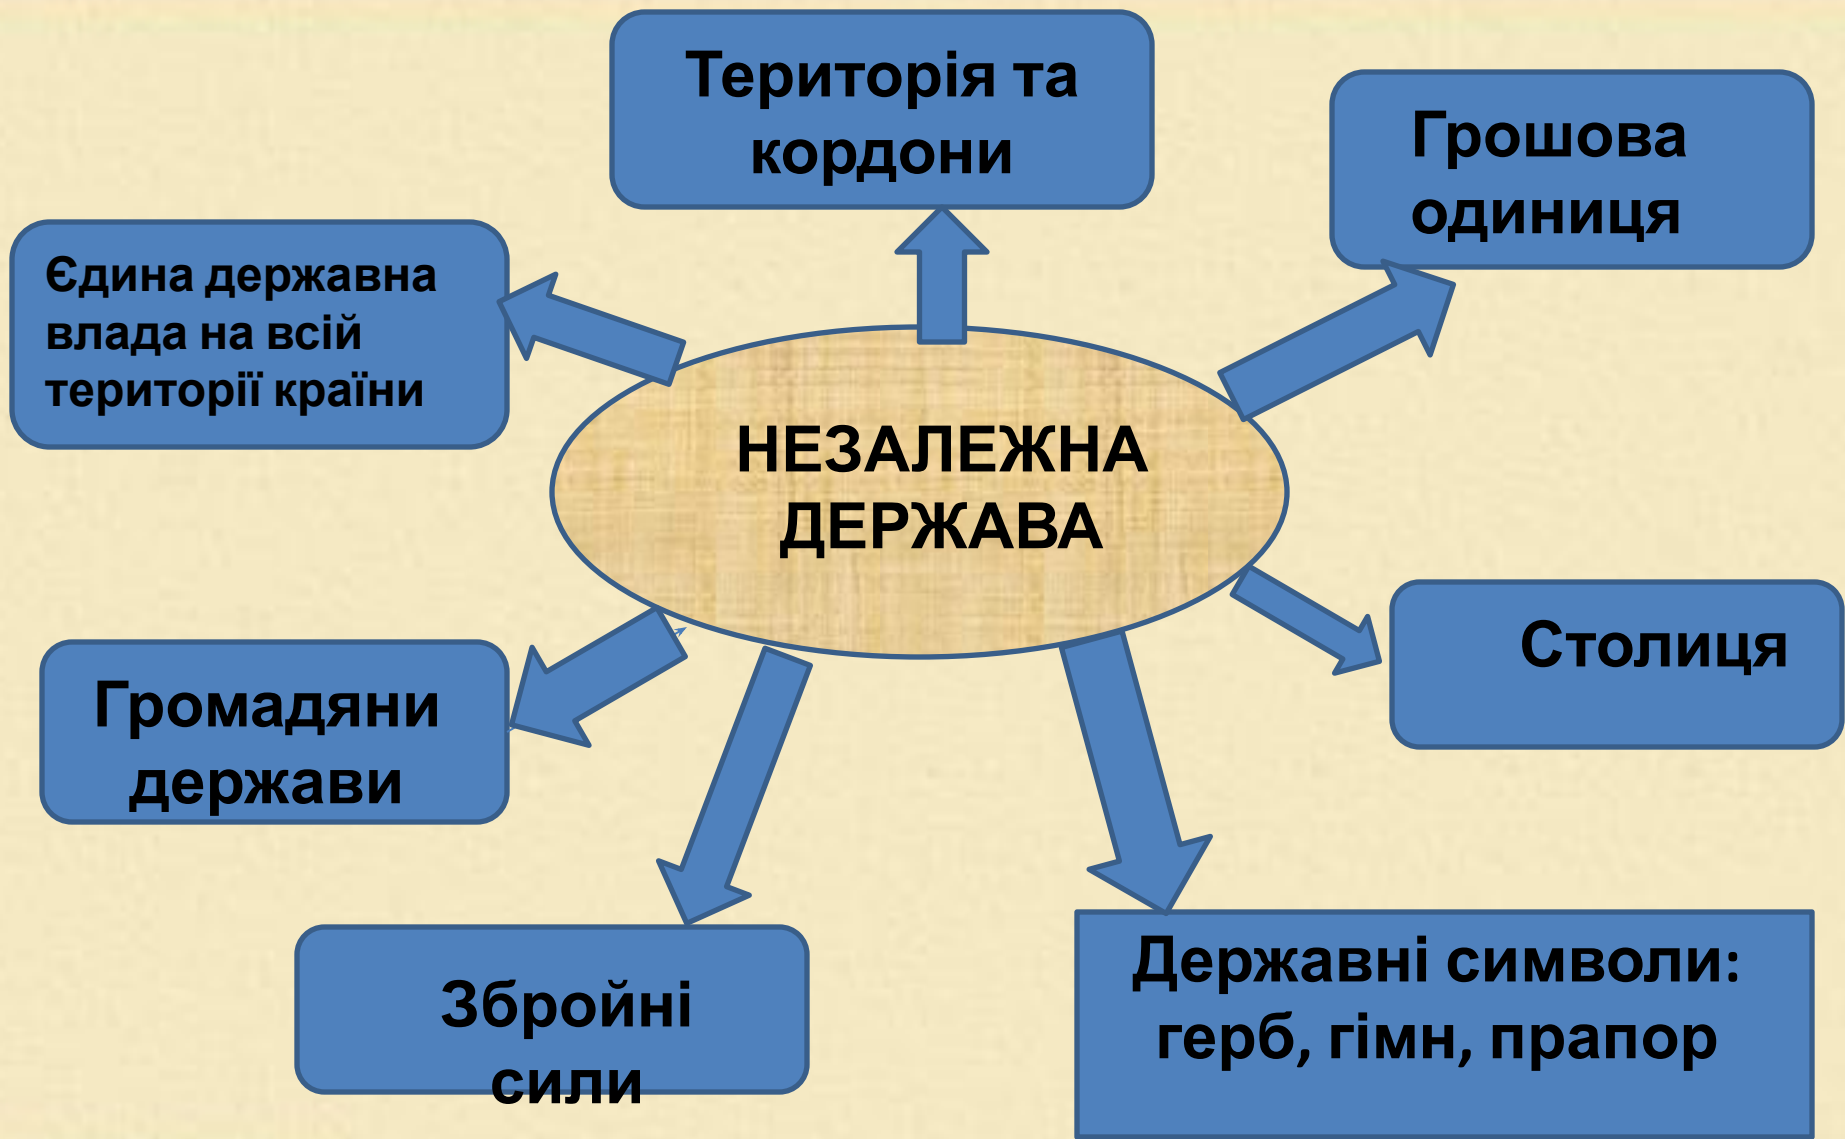 Територія та
кордони
Грошова
одиниця
Єдина державна
влада на всій
території країни
НЕЗАЛЕЖНА
ДЕРЖАВА
Столиця
Громадяни
держави
Збройні
сили
Державні символи:
герб, гімн, прапор